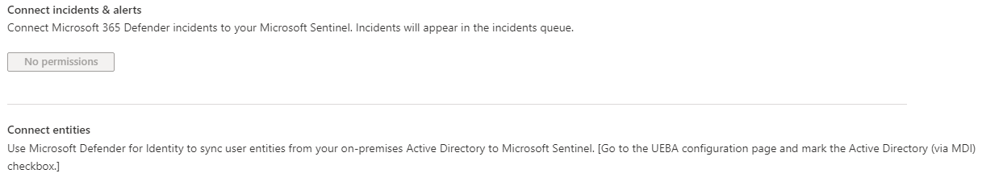 Connect incidents & alerts
Connect Microsoft 365 Defender incidents to your Microsoft Sentinel. Incidents will appear in the incidents queue.
No permissions
Connect entities
Use Microsoft Defender for Identity to sync user entities from your on-premises Active Directory to Microsoft Sentinel. [Go to the UEBA configuration page and mark the Active Directory (via MDI)
checkbox.]